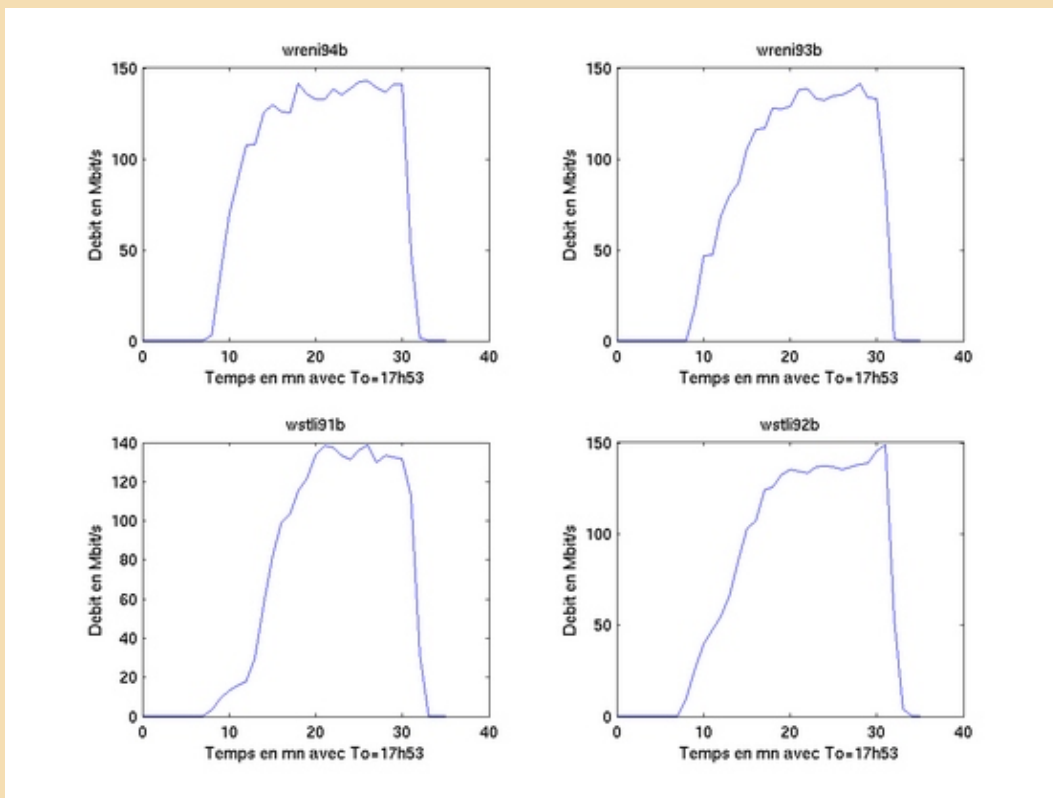 wreni94b
150
100
50
0
0 10 20 30 40
Debit en Mbit/s
Temps en mn avec To=17h53
wreni93b
150
100
50
0
0 10 20 30 40
Debit en Mbit/s
Temps en mn avec To=17h53
wstli91b
140
120
100
80
60
40
20
0
0 10 20 30 40
Debit en Mbit/s
Temps en mn avec To=17h53
wstli92b
150
100
50
0
0 10 20 30 40
Debit en Mbit/s
Temps en mn avec To=17h53